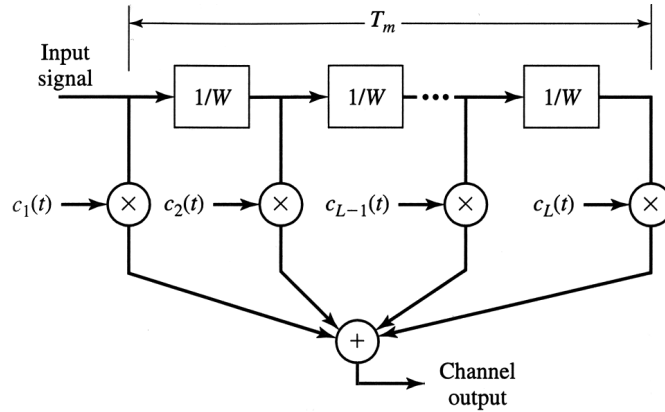 T_m
Input
signal
1/W
1/W
1/W
c_1(t)
×
c_2(t)
×
c_{L−1}(t)
×
c_L(t)
×
+
Channel
output